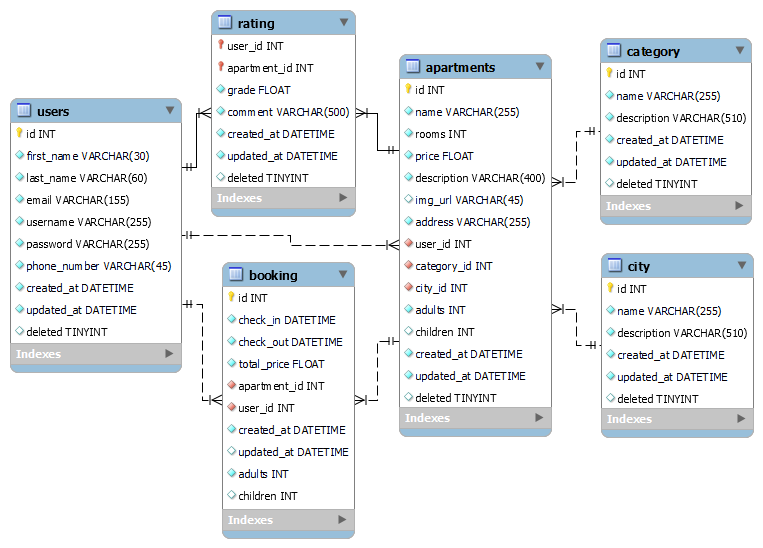 rating
user_id INT
apartment_id INT
grade FLOAT
comment VARCHAR(500)
created_at DATETIME
updated_at DATETIME
deleted TINYINT
Indexes
users
id INT
first_name VARCHAR(30)
last_name VARCHAR(60)
email VARCHAR(155)
username VARCHAR(255)
password VARCHAR(255)
phone_number VARCHAR(45)
created_at DATETIME
updated_at DATETIME
deleted TINYINT
Indexes
booking
id INT
check_in DATETIME
check_out DATETIME
total_price FLOAT
apartment_id INT
user_id INT
created_at DATETIME
updated_at DATETIME
adults INT
children INT
Indexes
apartments
id INT
name VARCHAR(255)
rooms INT
price FLOAT
description VARCHAR(400)
img_url VARCHAR(45)
address VARCHAR(255)
user_id INT
category_id INT
city_id INT
adults INT
children INT
created_at DATETIME
updated_at DATETIME
deleted TINYINT
Indexes
category
id INT
name VARCHAR(255)
description VARCHAR(510)
created_at DATETIME
updated_at DATETIME
deleted TINYINT
Indexes
city
id INT
name VARCHAR(255)
description VARCHAR(510)
created_at DATETIME
updated_at DATETIME
deleted TINYINT
Indexes